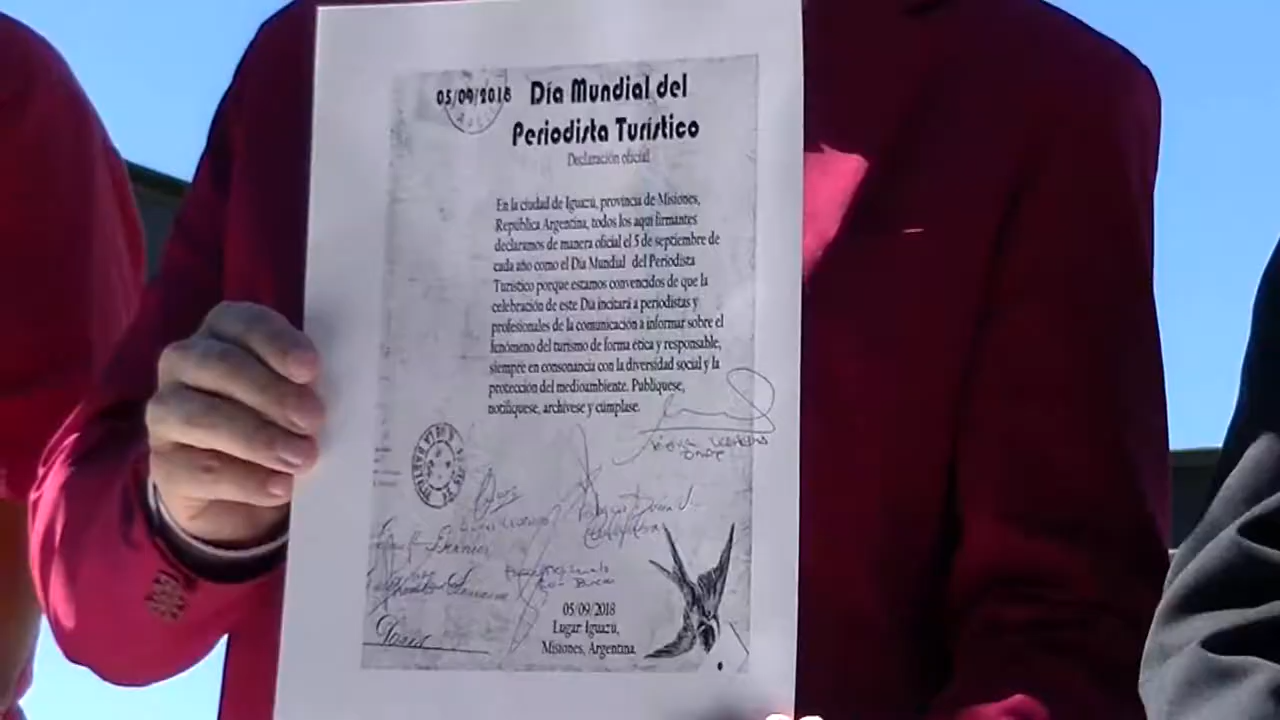 05/09/2018 Día Mundial del
Periodista Turístico
Declaración oficial
En la ciudad de Iguazú, provincia de Misiones,
República Argentina, todos los aquí firmantes
declaramos de manera oficial el 5 de septiembre de
cada año como el Día Mundial del Periodista
Turístico porque estamos convencidos de que la
celebración de este Día incitará a periodistas y
profesionales de la comunicación a informar sobre el
fenómeno del turismo de forma ética y responsable,
siempre en consonancia con la diversidad social y la
protección del medioambiente. Publíquese,
notifíquese, archívese y cúmplase.
05/09/2018
Lugar Iguazú,
Misiones, Argentina